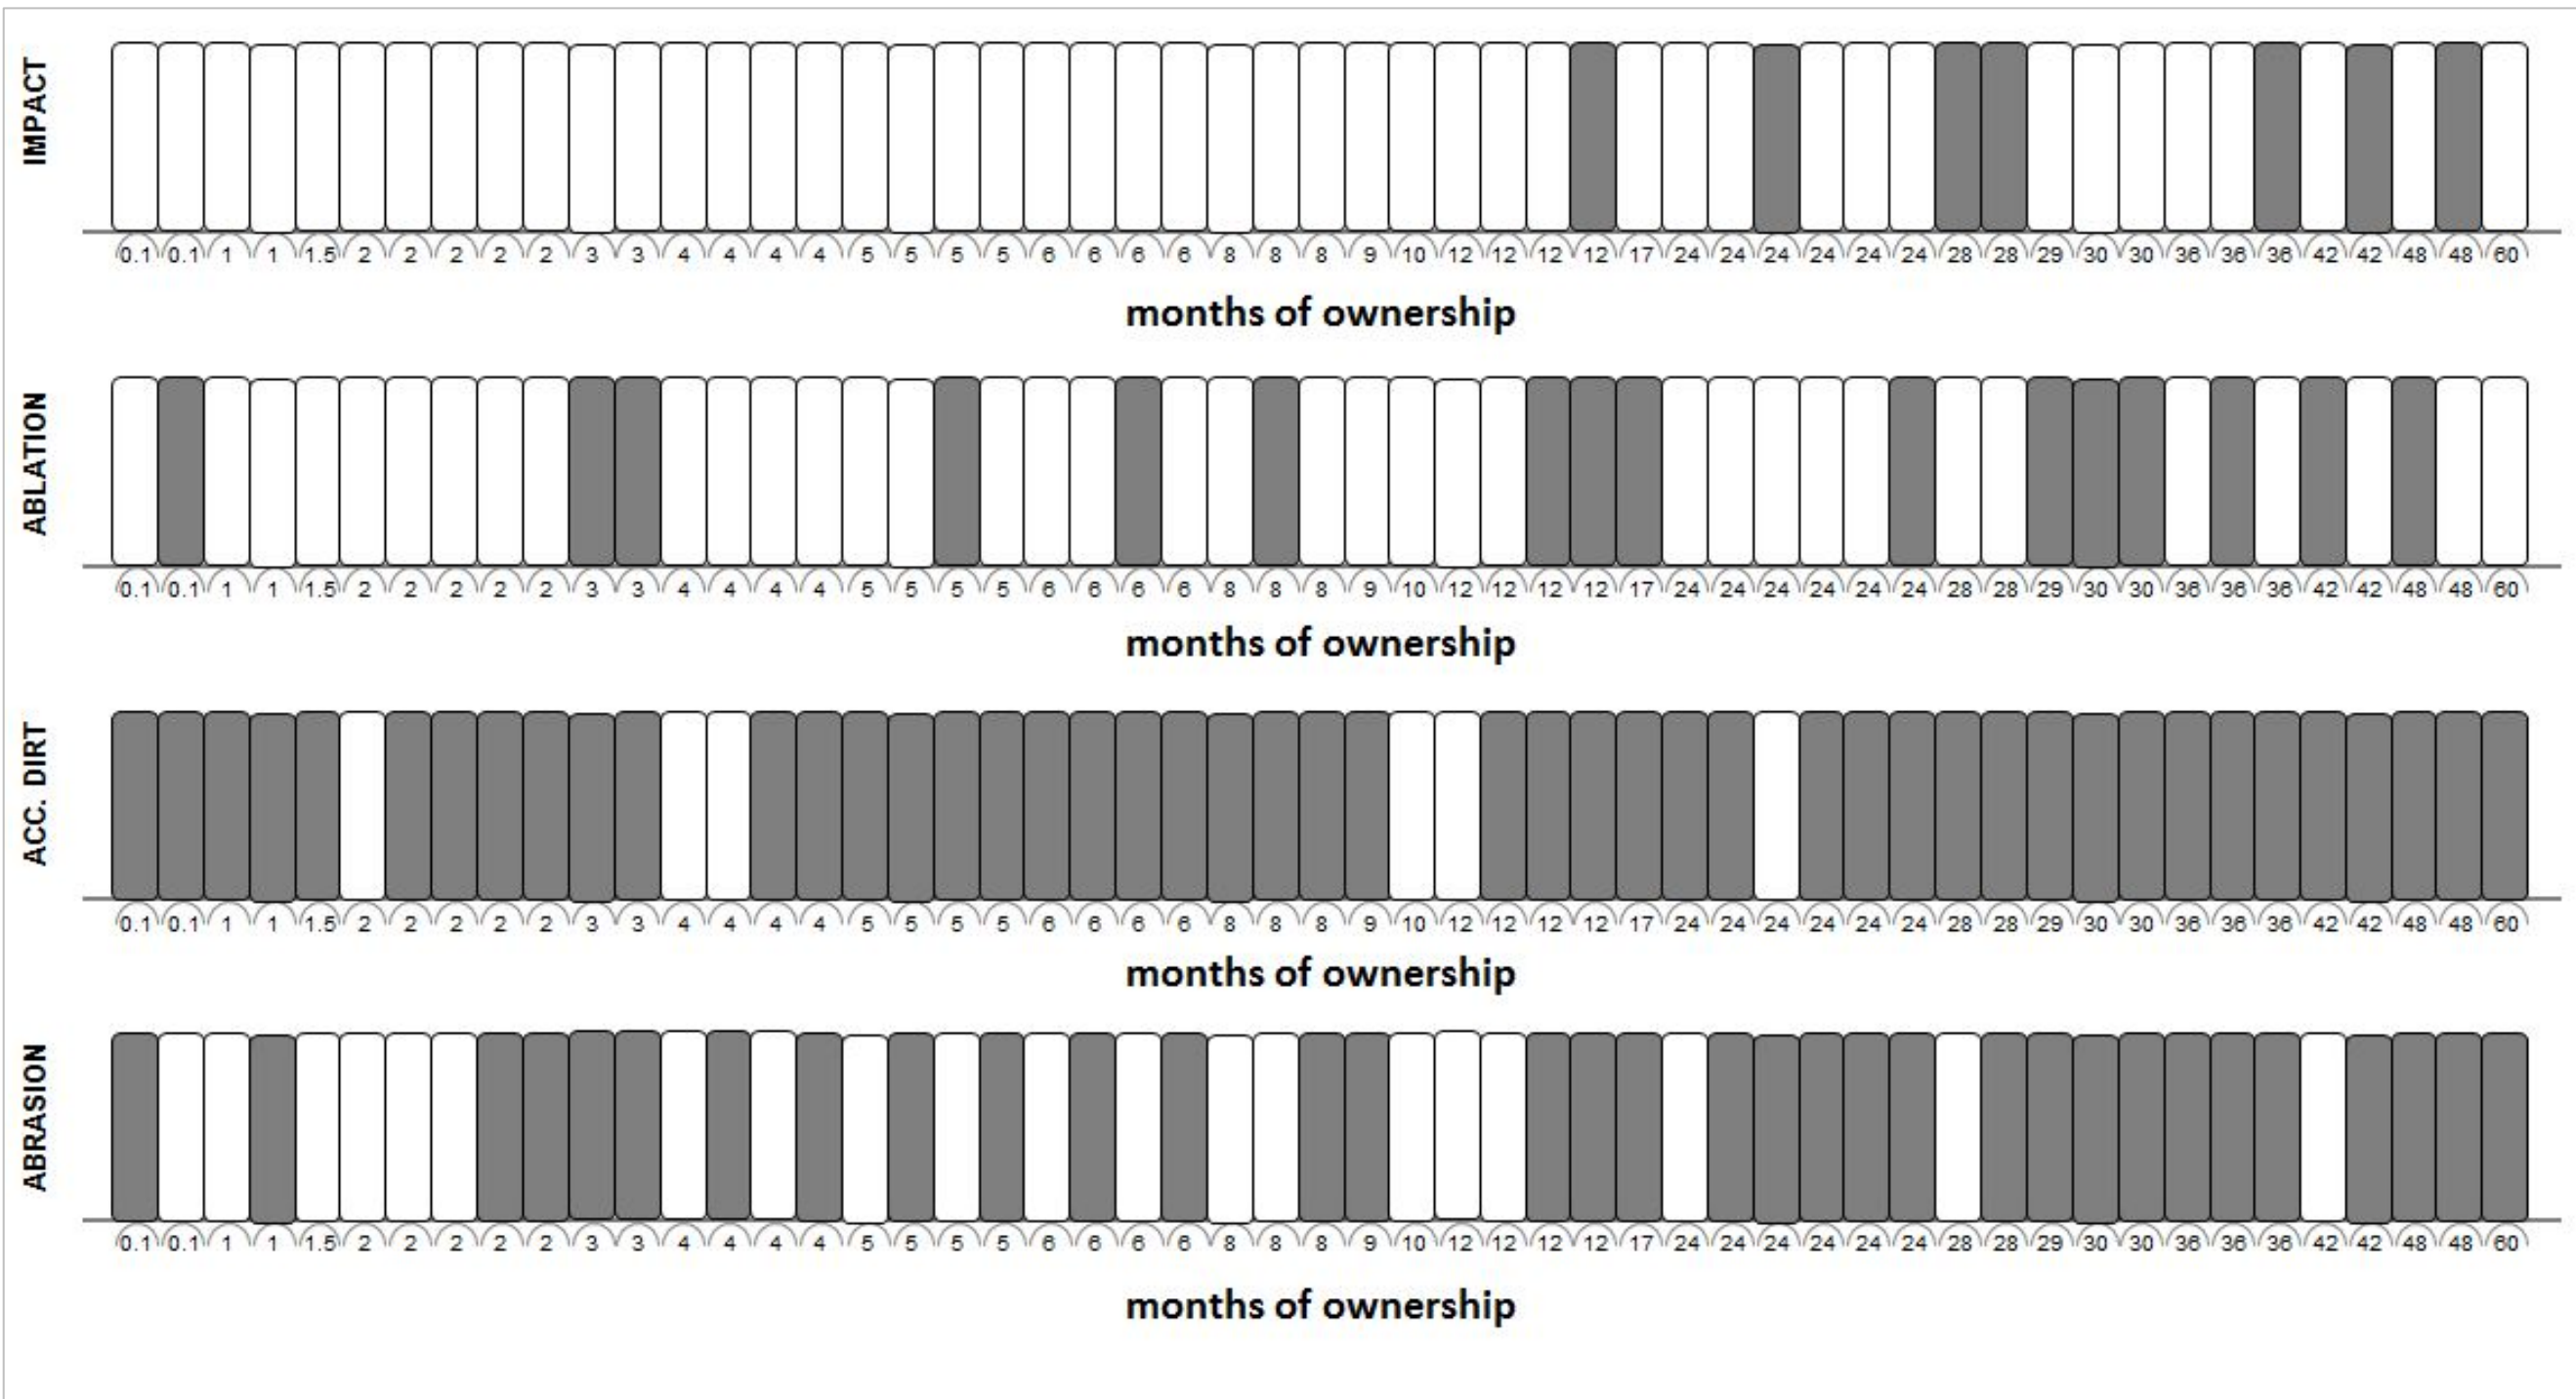 IMPACT
0.1 0.1 1 1 1.5 2 2 2 2 2 3 3 4 4 4 4 5 5 5 5 6 6 6 6 8 8 8 9 10 12 12 12 12 17 24 24 24 24 24 24 28 28 29 30 30 36 36 36 42 42 48 48 60
months of ownership
ABLATION
0.1 0.1 1 1 1.5 2 2 2 2 2 3 3 4 4 4 4 5 5 5 5 6 6 6 6 8 8 8 9 10 12 12 12 12 17 24 24 24 24 24 24 28 28 29 30 30 36 36 36 42 42 48 48 60
months of ownership
ACC. DIRT
0.1 0.1 1 1 1.5 2 2 2 2 2 3 3 4 4 4 4 5 5 5 5 6 6 6 6 8 8 8 9 10 12 12 12 12 17 24 24 24 24 24 24 28 28 29 30 30 36 36 36 42 42 48 48 60
months of ownership
ABRASION
0.1 0.1 1 1 1.5 2 2 2 2 2 3 3 4 4 4 4 5 5 5 5 6 6 6 6 8 8 8 9 10 12 12 12 12 17 24 24 24 24 24 24 28 28 29 30 30 36 36 36 42 42 48 48 60
months of ownership